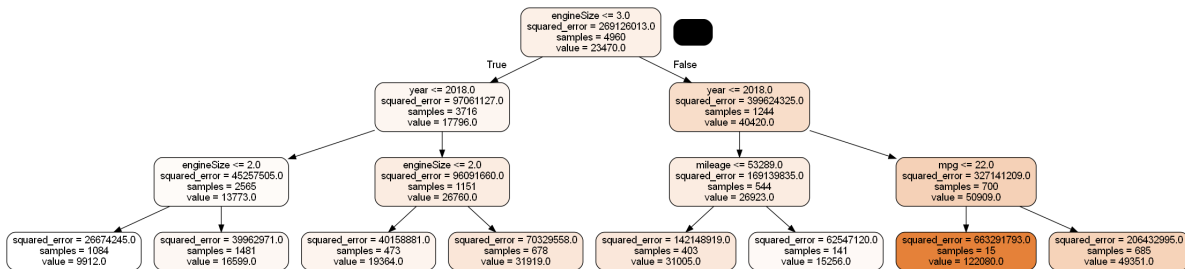 engineSize <= 3.0
squared_error = 269126013.0
samples = 4960
value = 23470.0
True
False
year <= 2018.0
squared_error = 97061127.0
samples = 3716
value = 17796.0
year <= 2018.0
squared_error = 399624325.0
samples = 1244
value = 40420.0
engineSize <= 2.0
squared_error = 45257505.0
samples = 2565
value = 13773.0
engineSize <= 2.0
squared_error = 96091660.0
samples = 1151
value = 26760.0
mileage <= 53289.0
squared_error = 169139835.0
samples = 544
value = 26923.0
mpg <= 22.0
squared_error = 327141209.0
samples = 700
value = 50909.0
squared_error = 26674245.0
samples = 1084
value = 9912.0
squared_error = 39962971.0
samples = 1481
value = 16599.0
squared_error = 40158881.0
samples = 473
value = 19364.0
squared_error = 70329558.0
samples = 678
value = 31919.0
squared_error = 142148919.0
samples = 403
value = 31005.0
squared_error = 62547120.0
samples = 141
value = 15256.0
squared_error = 663291793.0
samples = 15
value = 122080.0
squared_error = 206432995.0
samples = 685
value = 49351.0